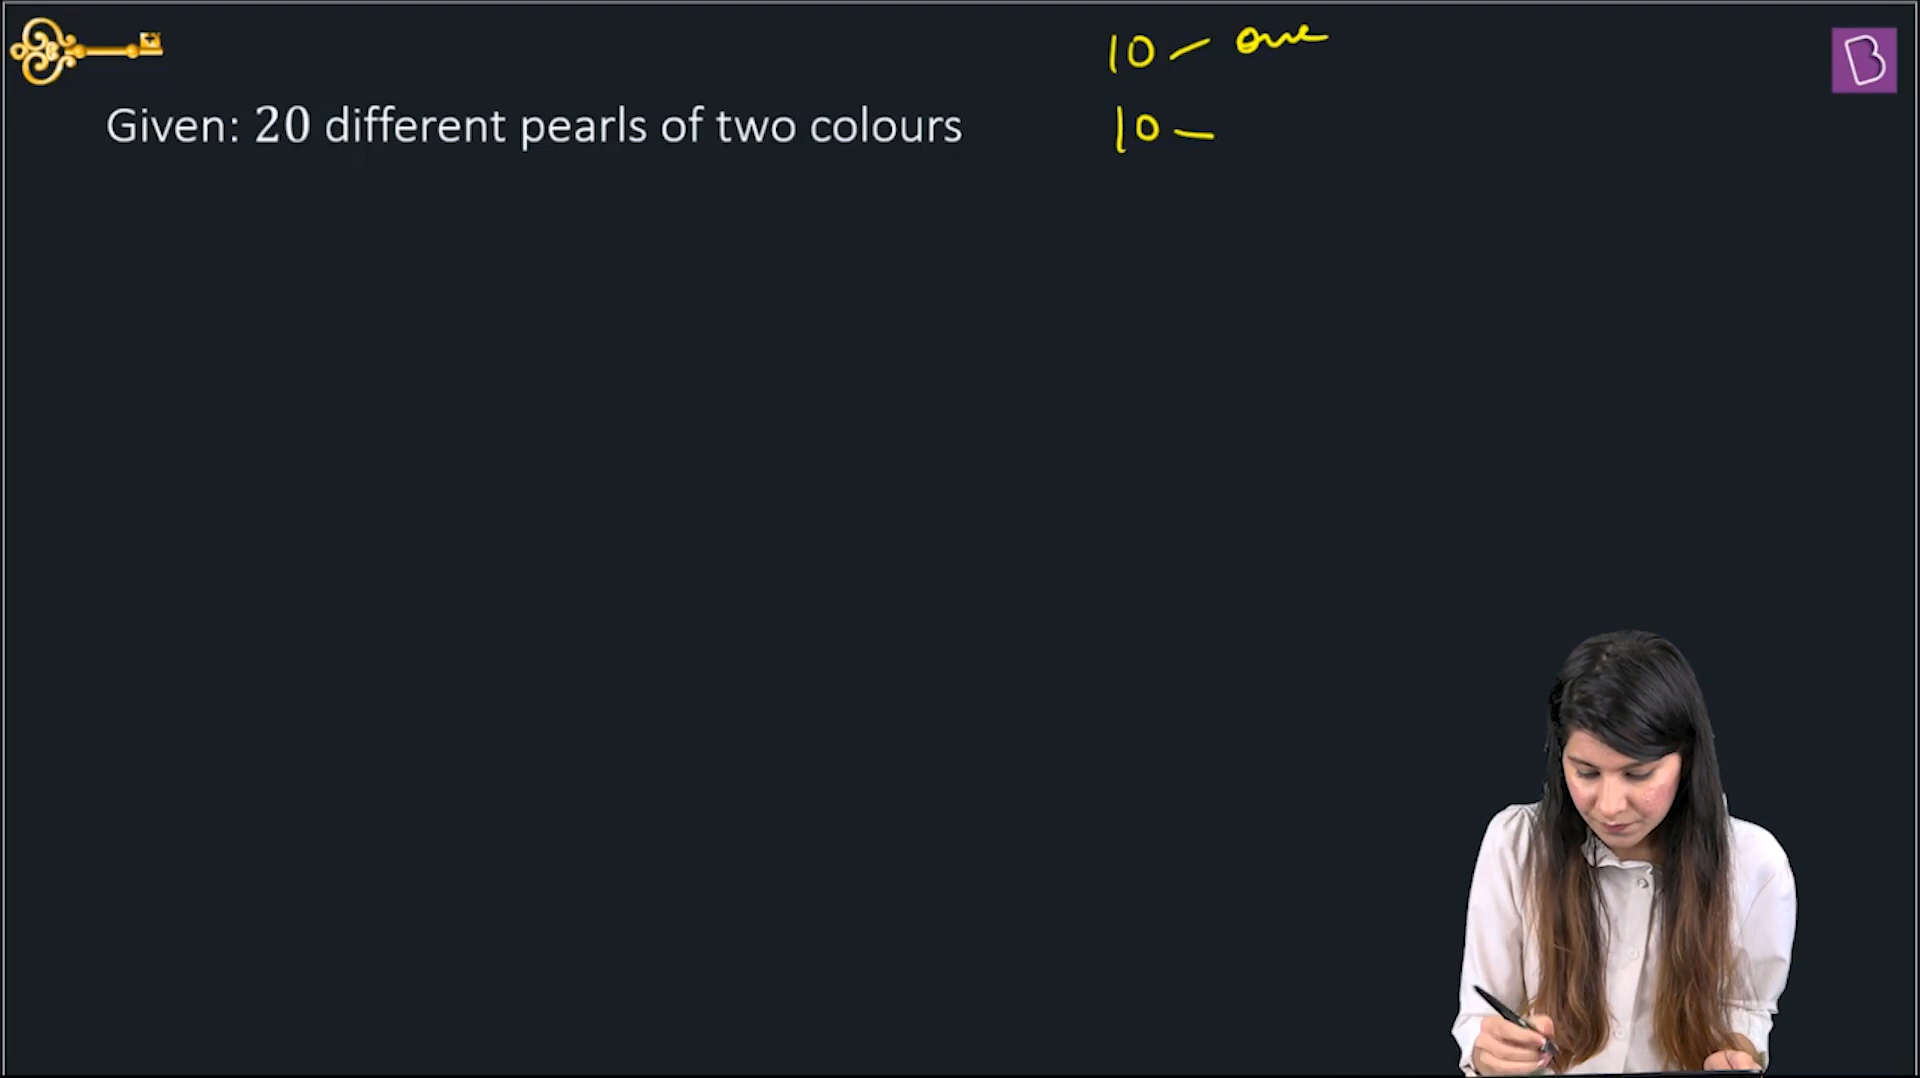 10 – one
Given: 20 different pearls of two colours
10 –
B